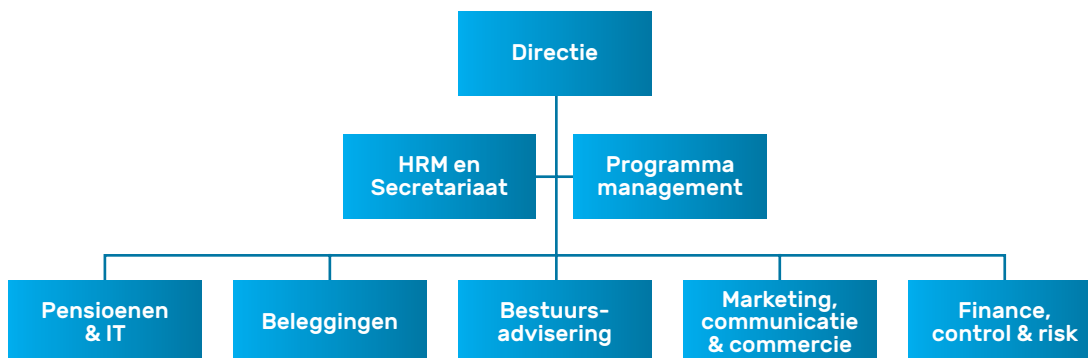 Directie
HRM en
Secretariaat
Programma
management
Pensioenen
& IT
Beleggingen
Bestuurs-
advisering
Marketing,
communicatie
& commercie
Finance,
control & risk